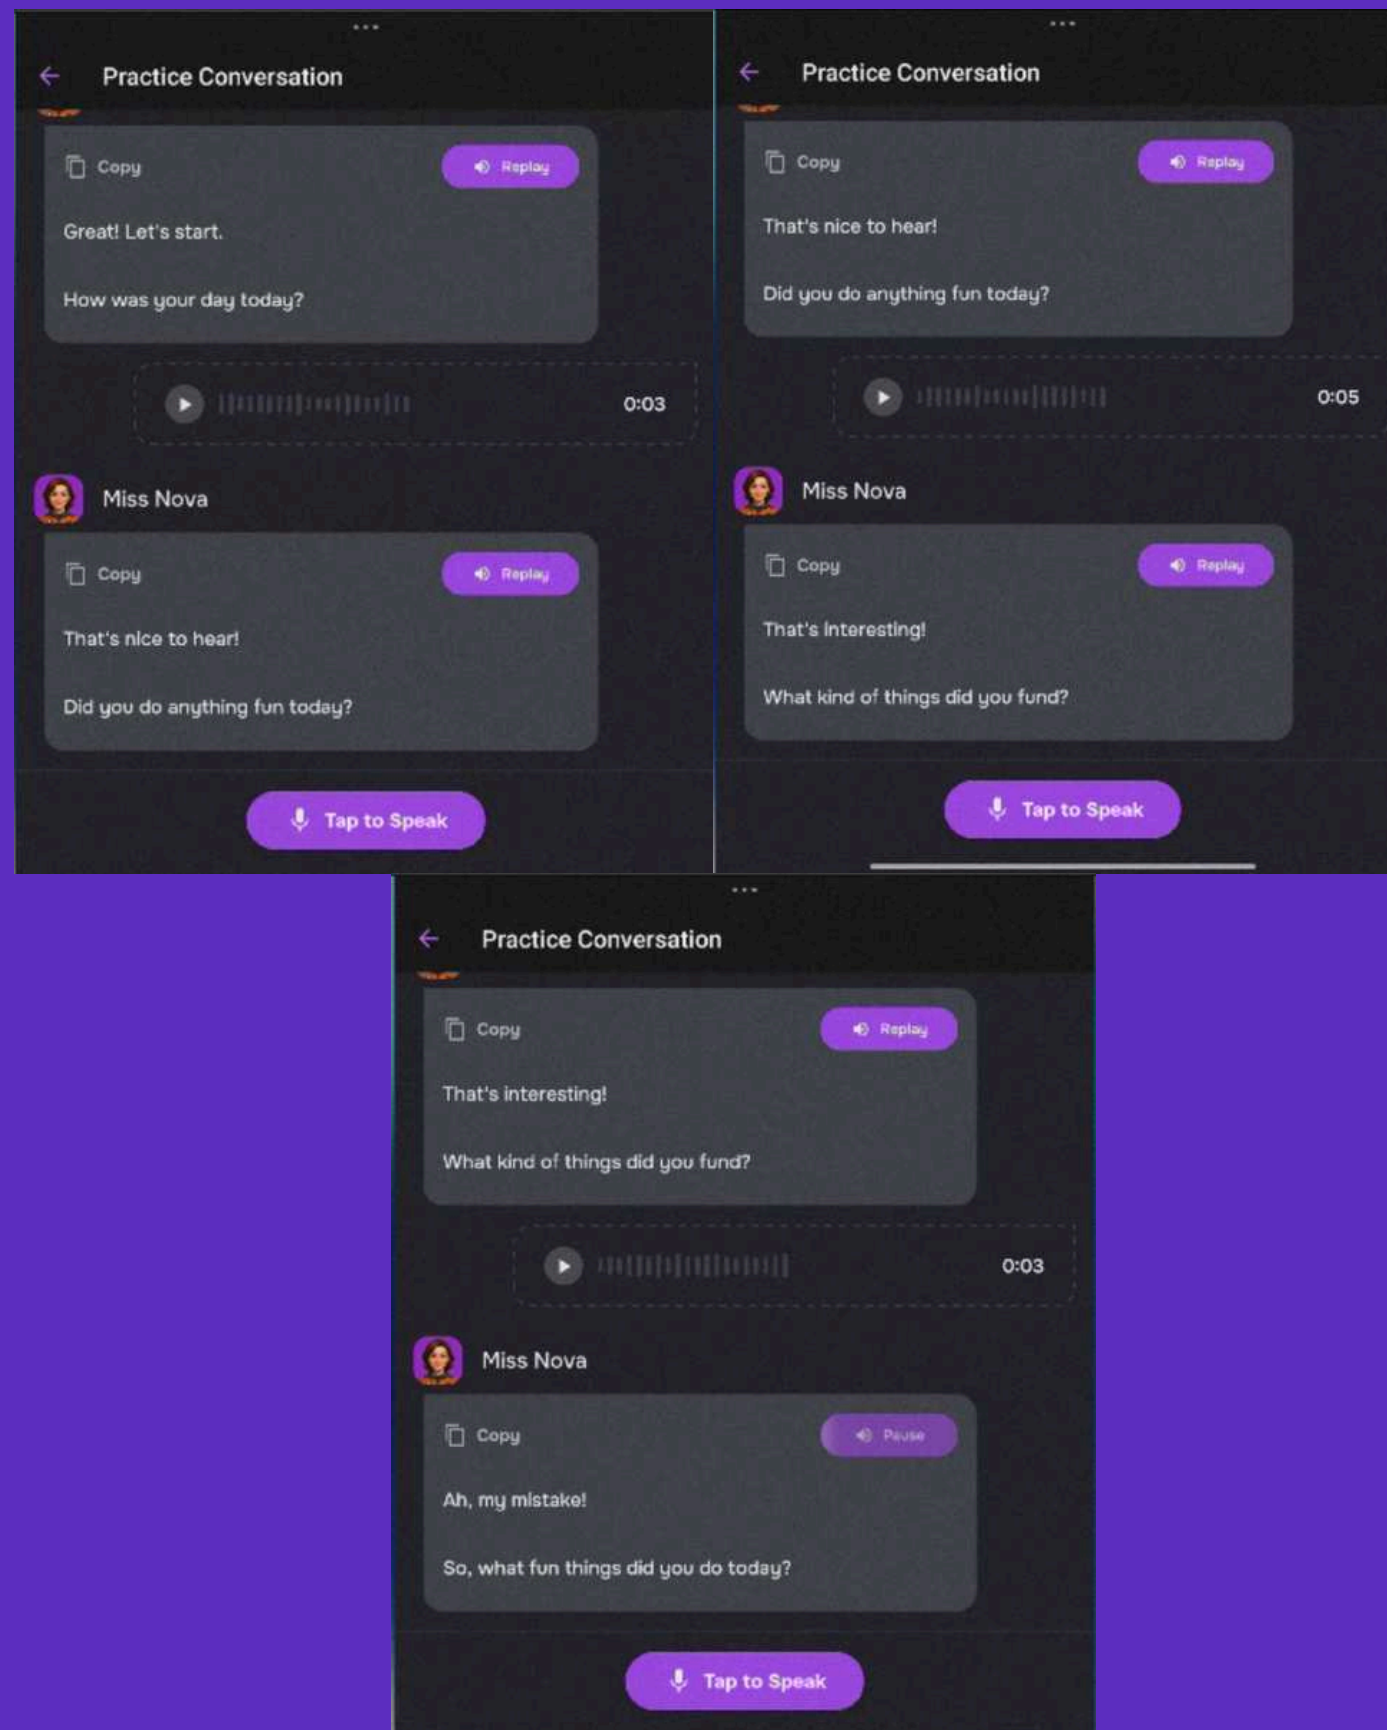 Practice Conversation
Copy
Replay
Great! Let's start.
How was your day today?
0:03
Miss Nova
Copy
Replay
That's nice to hear!
Did you do anything fun today?
Tap to Speak
Practice Conversation
Copy
Replay
That's nice to hear!
Did you do anything fun today?
0:05
Miss Nova
Copy
Replay
That's interesting!
What kind of things did you fund?
Tap to Speak
Practice Conversation
Copy
Replay
That's interesting!
What kind of things did you fund?
0:03
Miss Nova
Copy
Pause
Ah, my mistake!
So, what fun things did you do today?
Tap to Speak